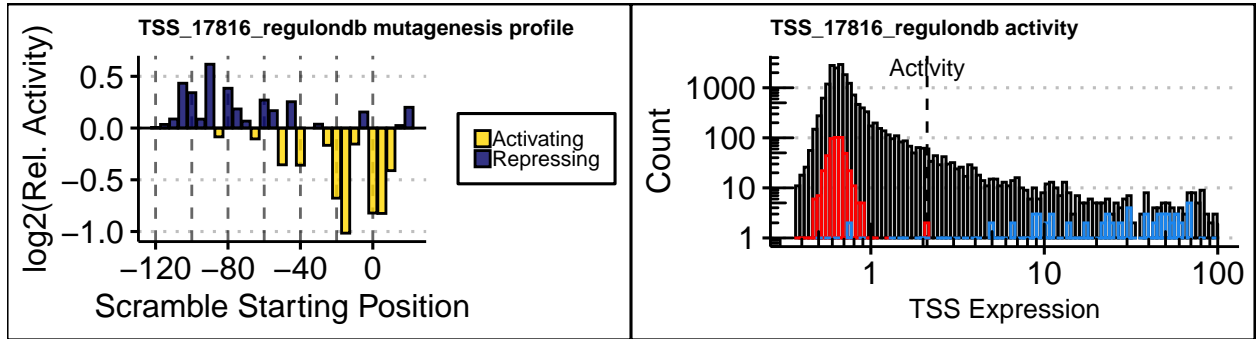 TSS_17816_regulondb mutagenesis profile
log2(Rel. Activity)
0.5
0.0
−0.5
−1.0
−120
−80
−40
0
Scramble Starting Position
Activating
Repressing
TSS_17816_regulondb activity
Activity
Count
1000
100
10
1
1
10
100
TSS Expression